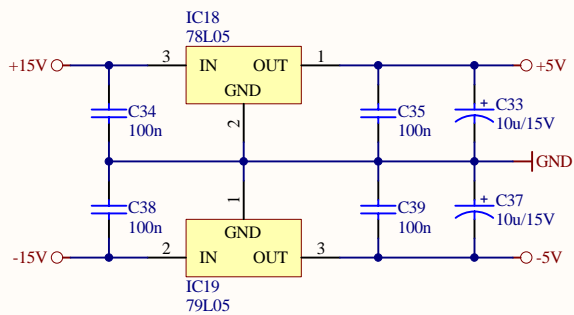 IC18
78L05
+15V
3
IN
OUT
1
+5V
GND
2
C34
100n
C35
100n
+
C33
10u/15V
GND
C38
100n
1
C39
100n
+
C37
10u/15V
GND
-15V
2
IN
OUT
3
-5V
IC19
79L05